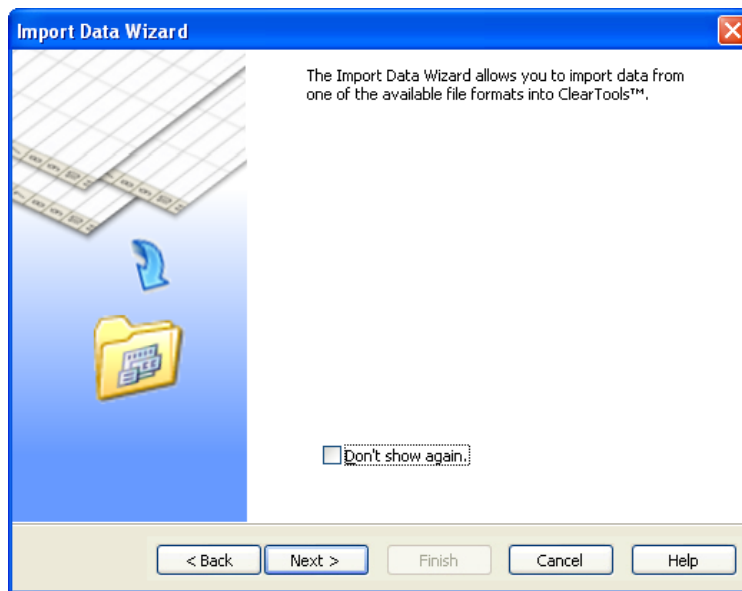 Import Data Wizard
The Import Data Wizard allows you to import data from
one of the available file formats into ClearTools™.
Don't show again.
< Back Next > Finish Cancel Help